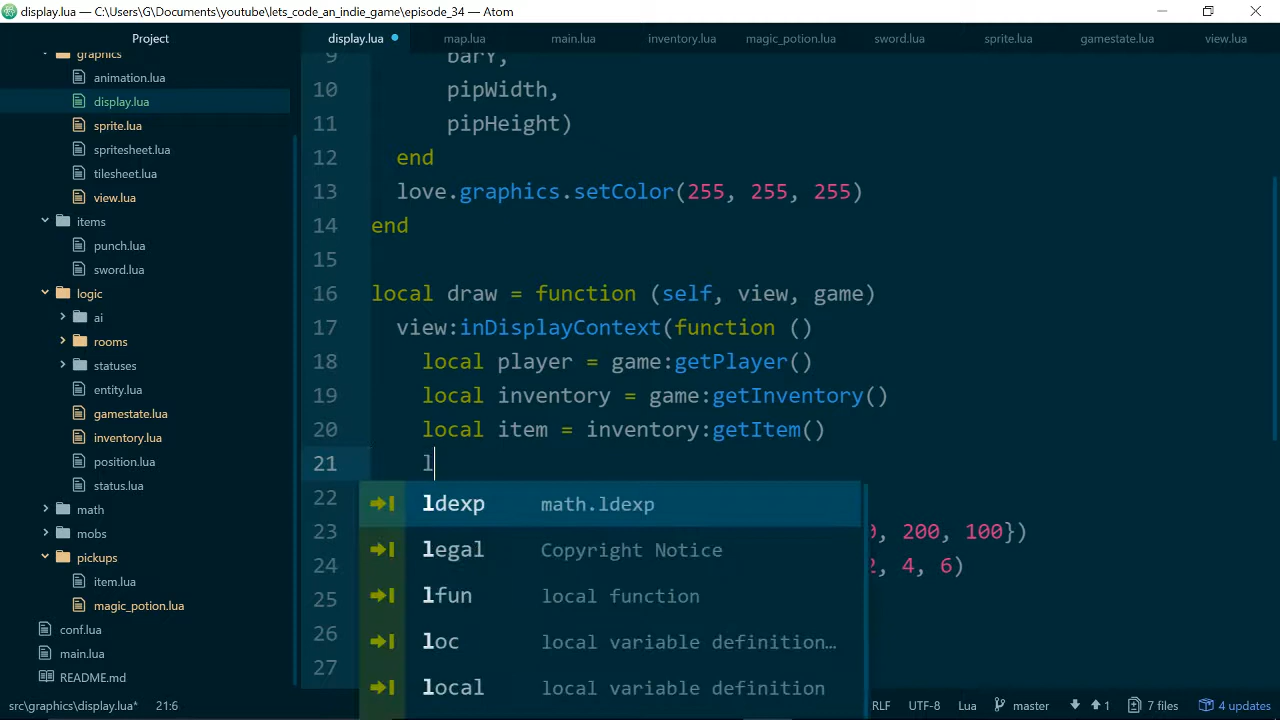 display.lua — C:\Users\G\Documents\youtube\lets_code_an_indie_game\episode_34 — Atom
Project
display.lua
map.lua
main.lua
inventory.lua
magic_potion.lua
sword.lua
sprite.lua
gamestate.lua
view.lua
graphics
animation.lua
display.lua
sprite.lua
spritesheet.lua
tilesheet.lua
view.lua
items
punch.lua
sword.lua
logic
ai
rooms
statuses
entity.lua
gamestate.lua
inventory.lua
position.lua
status.lua
math
mobs
pickups
item.lua
magic_potion.lua
conf.lua
main.lua
README.md
9 barY,
10 pipWidth,
11 pipHeight)
12 end
13 love.graphics.setColor(255, 255, 255)
14 end
15
16 local draw = function (self, view, game)
17 view:inDisplayContext(function ()
18 local player = game:getPlayer()
19 local inventory = game:getInventory()
20 local item = inventory:getItem()
21 l
22
23 , 200, 100})
24 , 4, 6)
25
26
27
ldexp math.ldexp
legal Copyright Notice
lfun local function
loc local variable definition…
local local variable definition
src\graphics\display.lua* 21:6
RLF UTF-8 Lua master 1 7 files 4 updates